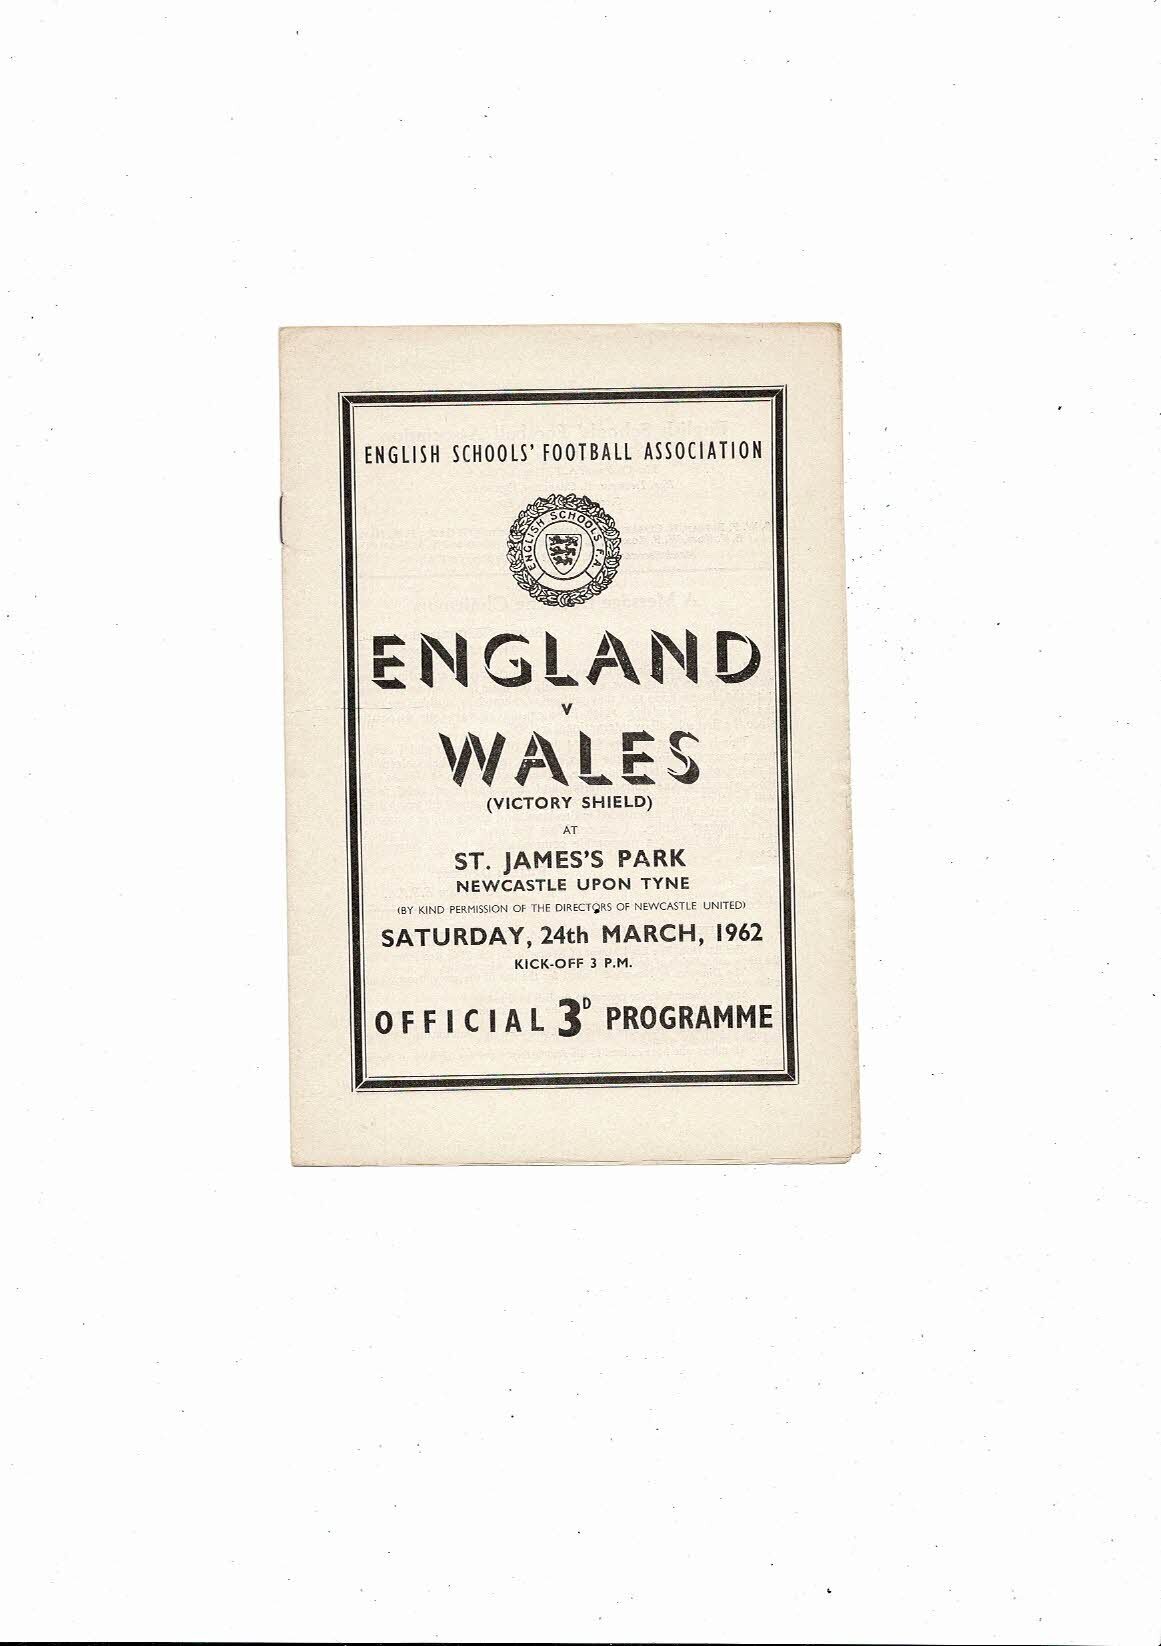 ENGLISH SCHOOLS' FOOTBALL ASSOCIATION
ENGLISH SCHOOLS F.A.
ENGLAND
V
WALES
(VICTORY SHIELD)
AT
ST. JAMES'S PARK
NEWCASTLE UPON TYNE
(BY KIND PERMISSION OF THE DIRECTORS OF NEWCASTLE UNITED)
SATURDAY, 24th MARCH, 1962
KICK-OFF 3 P.M.
OFFICIAL 3D PROGRAMME